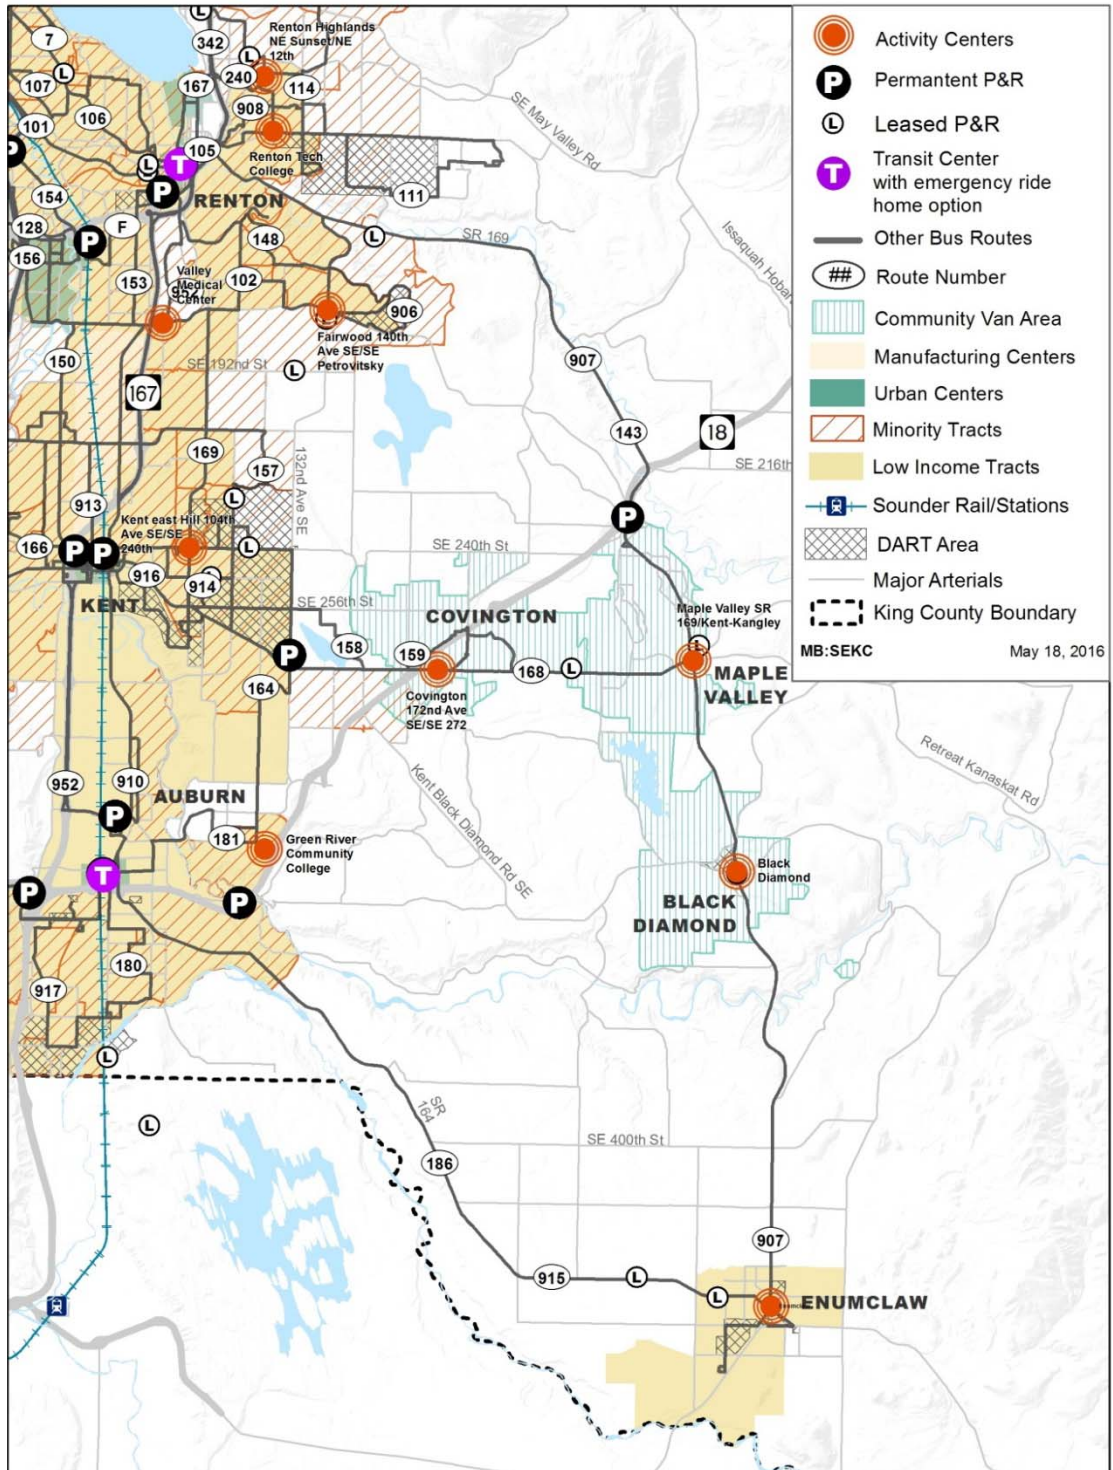 7
L
107
101
106
154
128
156
F
153
150
342
167
240
908
114
105
Renton Highlands
NE Sunset/NE
12th
Renton Tech
College
T
P
RENTON
111
SE May Valley Rd
Issaquah Hobar
SR 169
148
102
Valley
Medical
Center
906
Fairwood 140th
Ave SE/SE
Petrovitsky
SE 192nd St
167
907
143
18
SE 216th
169
157
132nd Ave SE
913
Kent east Hill 104th
Ave SE/SE
240th
166
916
914
KENT
SE 240th St
SE 256th St
COVINGTON
158
159
168
Covington
172nd Ave
SE/SE 272
Maple Valley SR
169/Kent-Kangley
MAPLE
VALLEY
164
952
910
AUBURN
181
Green River
Community
College
Kent Black Diamond Rd SE
Retreat Kanaskat Rd
Black
Diamond
BLACK
DIAMOND
180
917
SR
164
SE 400th St
186
915
907
ENUMCLAW
Activity Centers
P
Permantent P&R
L
Leased P&R
T
Transit Center
with emergency ride
home option
Other Bus Routes
##
Route Number
Community Van Area
Manufacturing Centers
Urban Centers
Minority Tracts
Low Income Tracts
Sounder Rail/Stations
DART Area
Major Arterials
King County Boundary
MB:SEKC
May 18, 2016